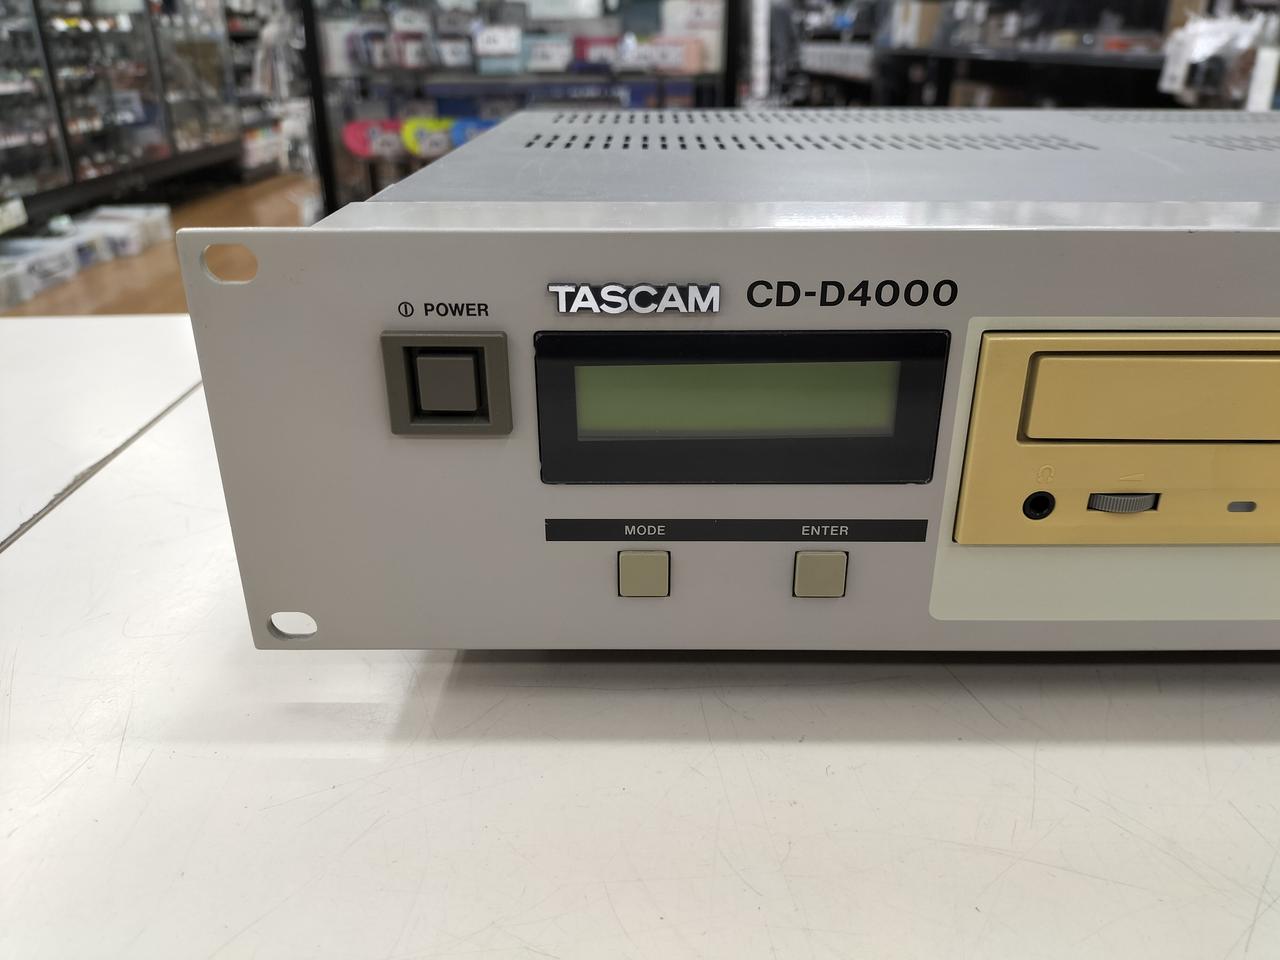 TASCAM CD-D4000
POWER
MODE ENTER